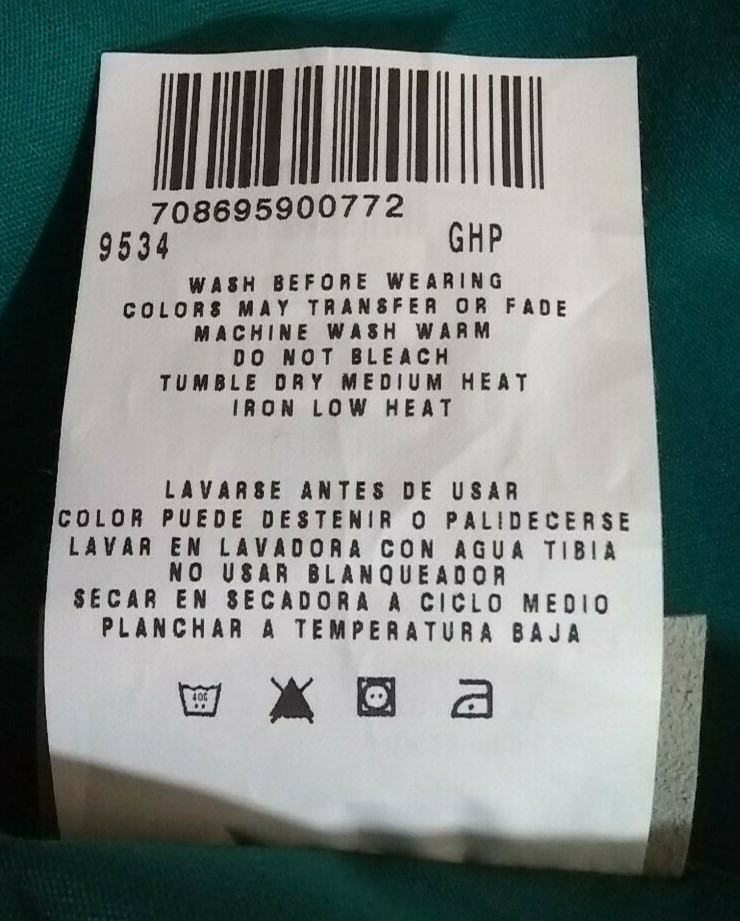 708695900772
9534 GHP
WASH BEFORE WEARING
COLORS MAY TRANSFER OR FADE
MACHINE WASH WARM
DO NOT BLEACH
TUMBLE DRY MEDIUM HEAT
IRON LOW HEAT
LAVARSE ANTES DE USAR
COLOR PUEDE DESTENIR O PALIDECERSE
LAVAR EN LAVADORA CON AGUA TIBIA
NO USAR BLANQUEADOR
SECAR EN SECADORA A CICLO MEDIO
PLANCHAR A TEMPERATURA BAJA
40C